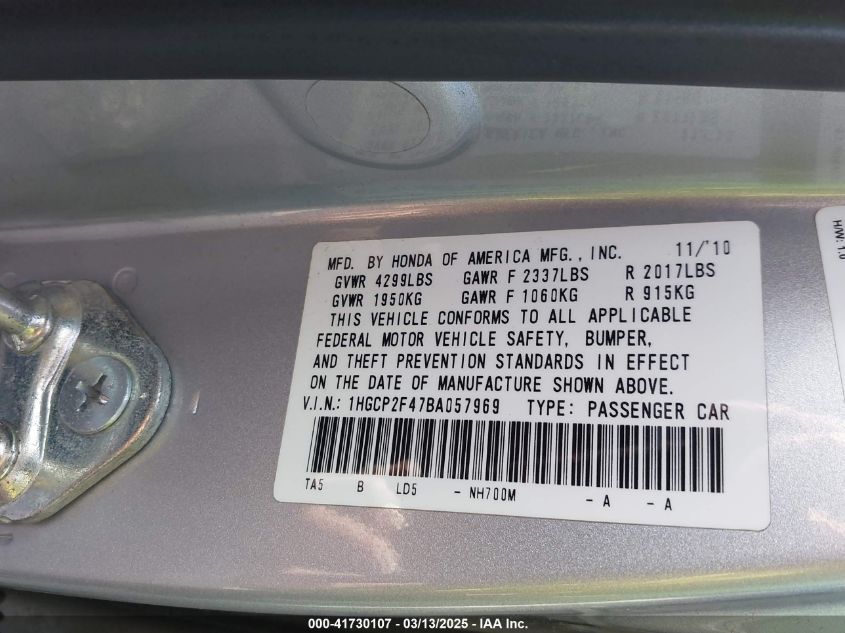 MFD. BY HONDA OF AMERICA MFG., INC. 11/'10
GVWR 4299LBS GAWR F 2337LBS R 2017LBS
GVWR 1950KG GAWR F 1060KG R 915KG
THIS VEHICLE CONFORMS TO ALL APPLICABLE
FEDERAL MOTOR VEHICLE SAFETY, BUMPER,
AND THEFT PREVENTION STANDARDS IN EFFECT
ON THE DATE OF MANUFACTURE SHOWN ABOVE.
V.I.N.: 1HGCP2F47BA057969 TYPE: PASSENGER CAR
TA5 B LD5 - NH700M - A - A
H/W: 1.0
000-41730107 — 03/13/2025 - IAA Inc.